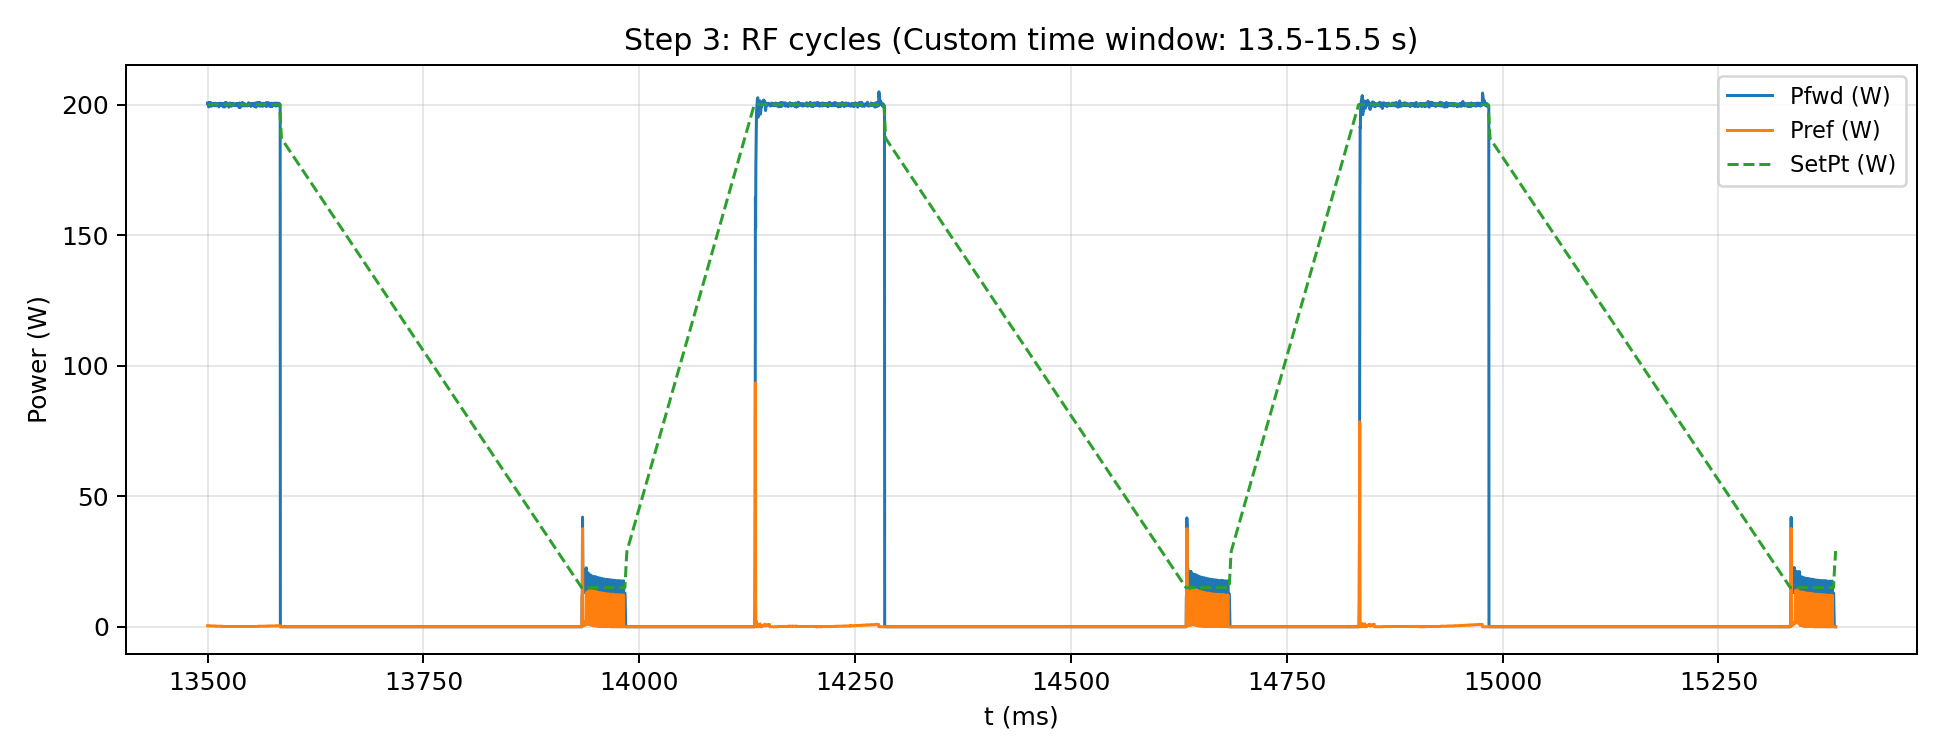 Step 3: RF cycles (Custom time window: 13.5-15.5 s)
Pfwd (W)
Pref (W)
SetPt (W)
Power (W)
200
150
100
50
0
13500 13750 14000 14250 14500 14750 15000 15250
t (ms)